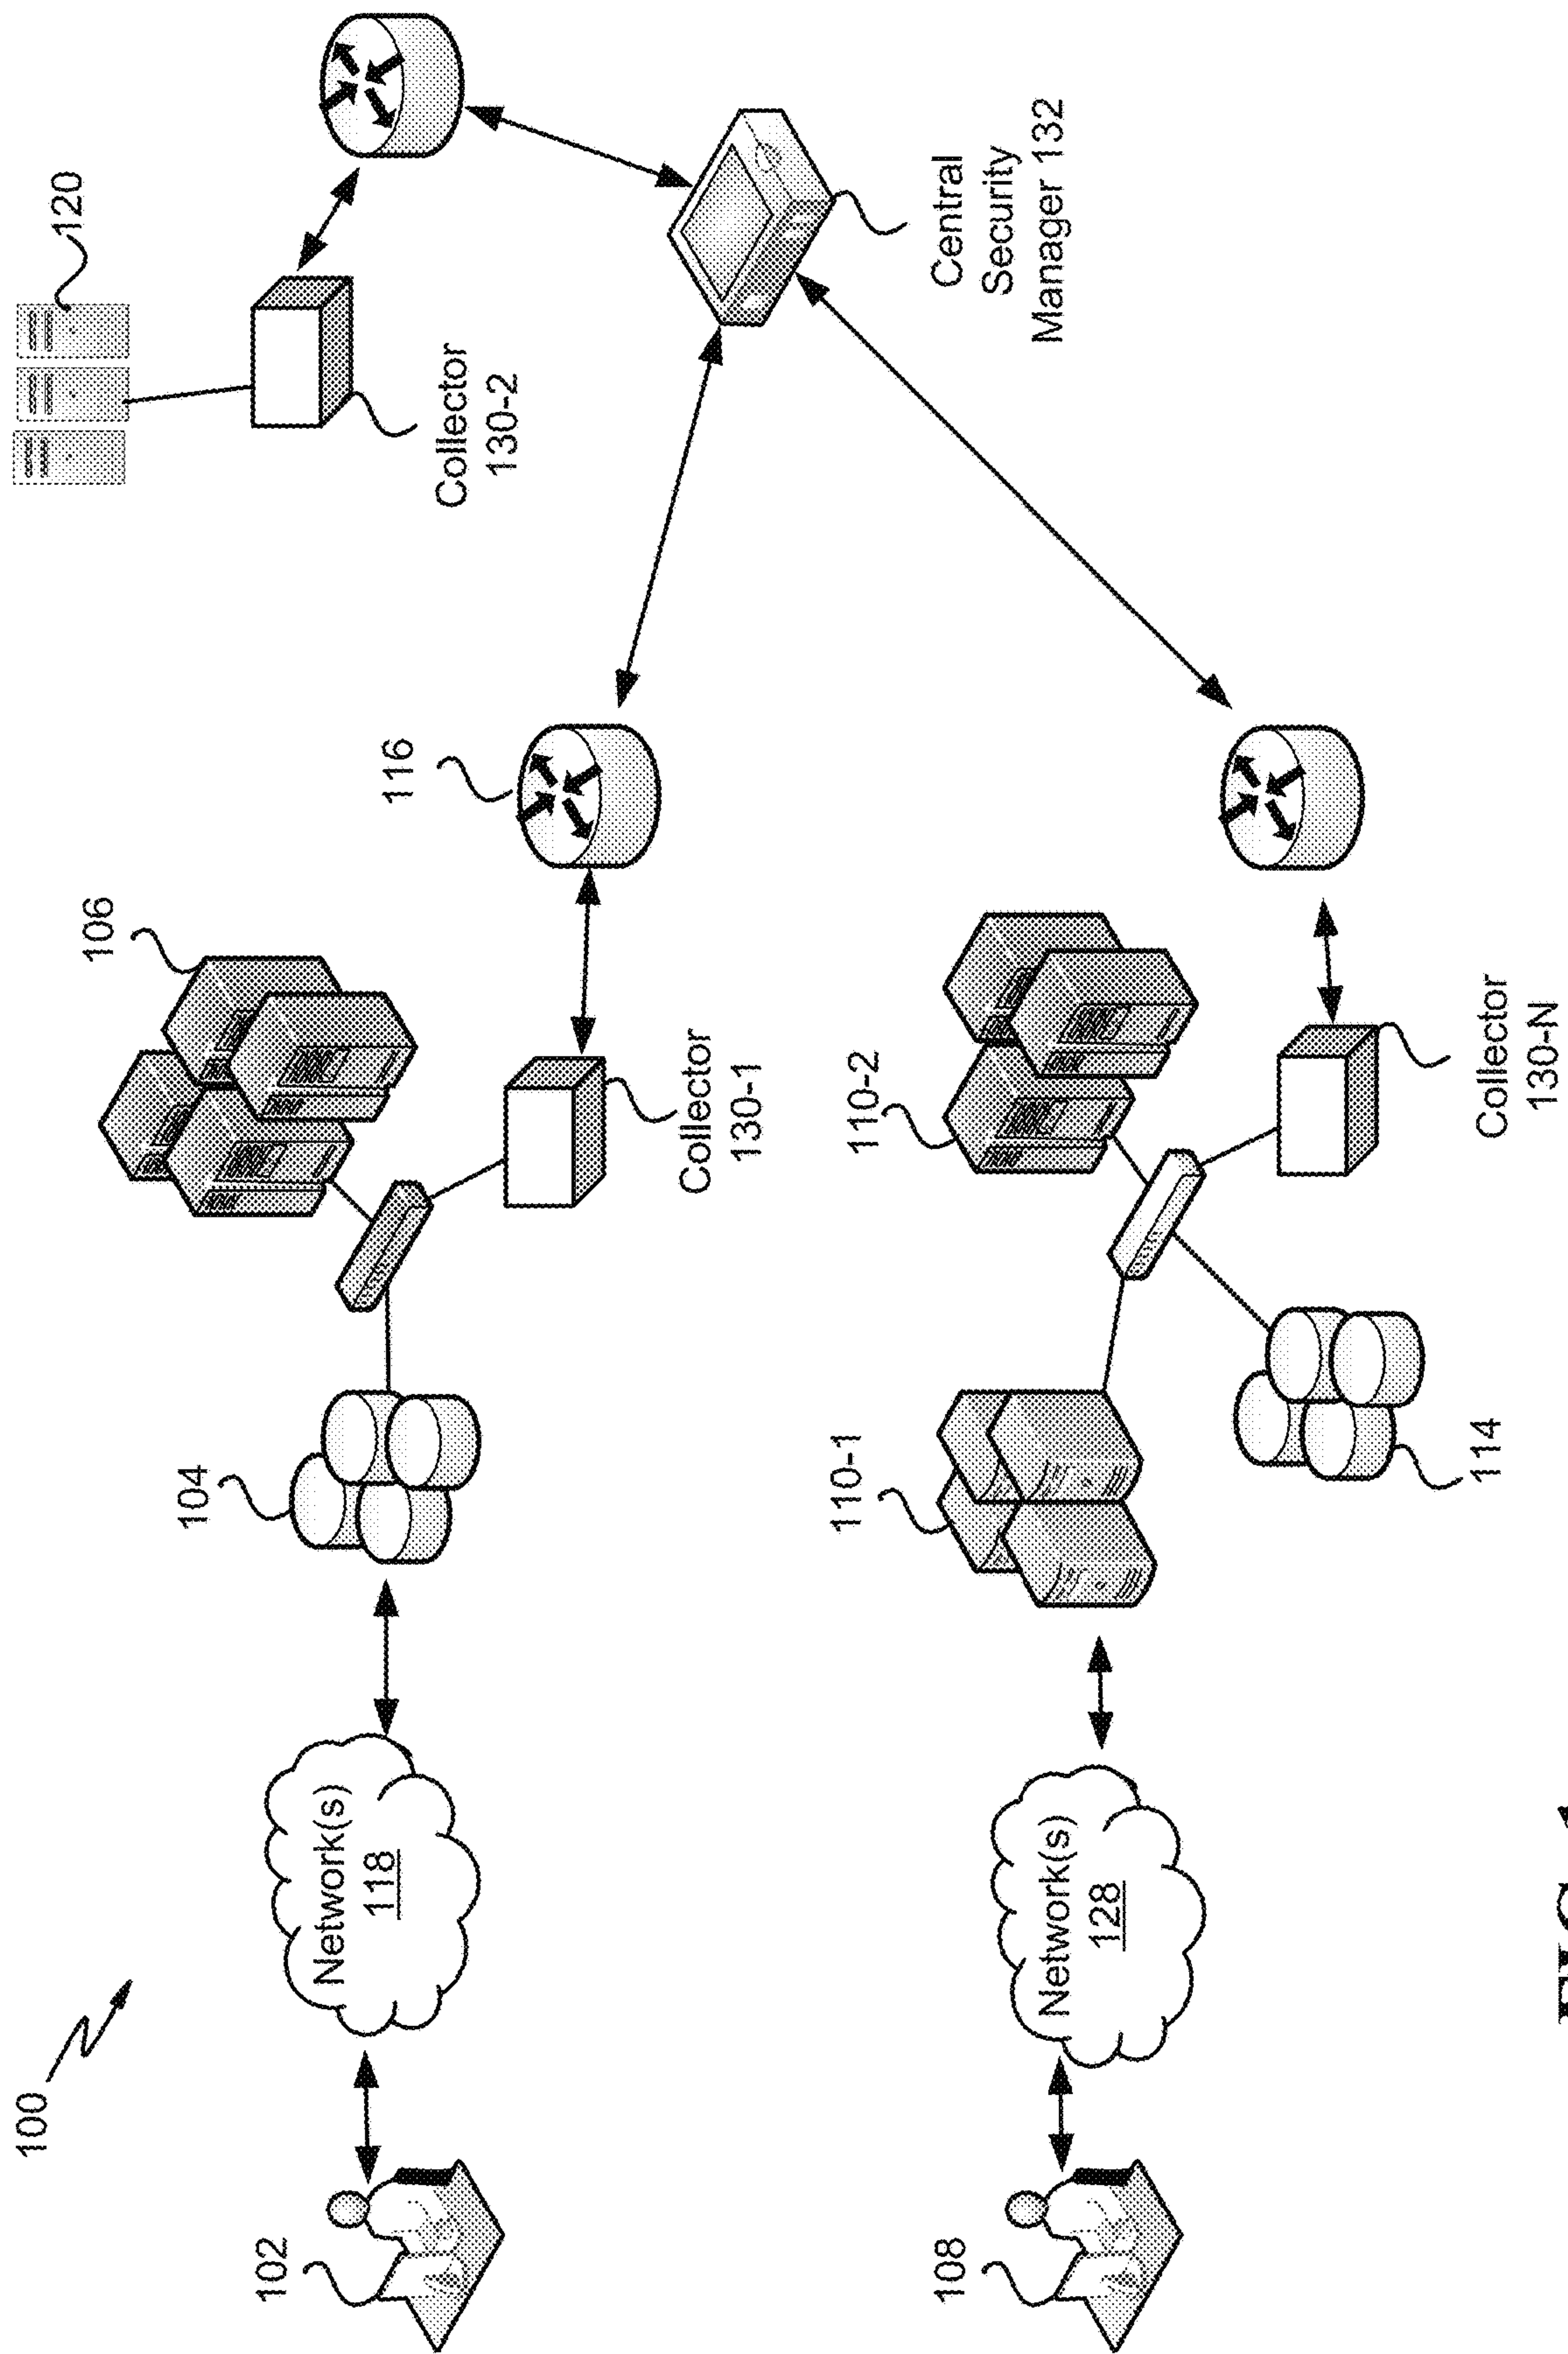 100
120
106
104
102
Network(s)
118
116
Collector
130-2
Collector
130-1
110-1
110-2
108
Central
Security
Manager 132
Network(s)
128
114
Collector
130-N